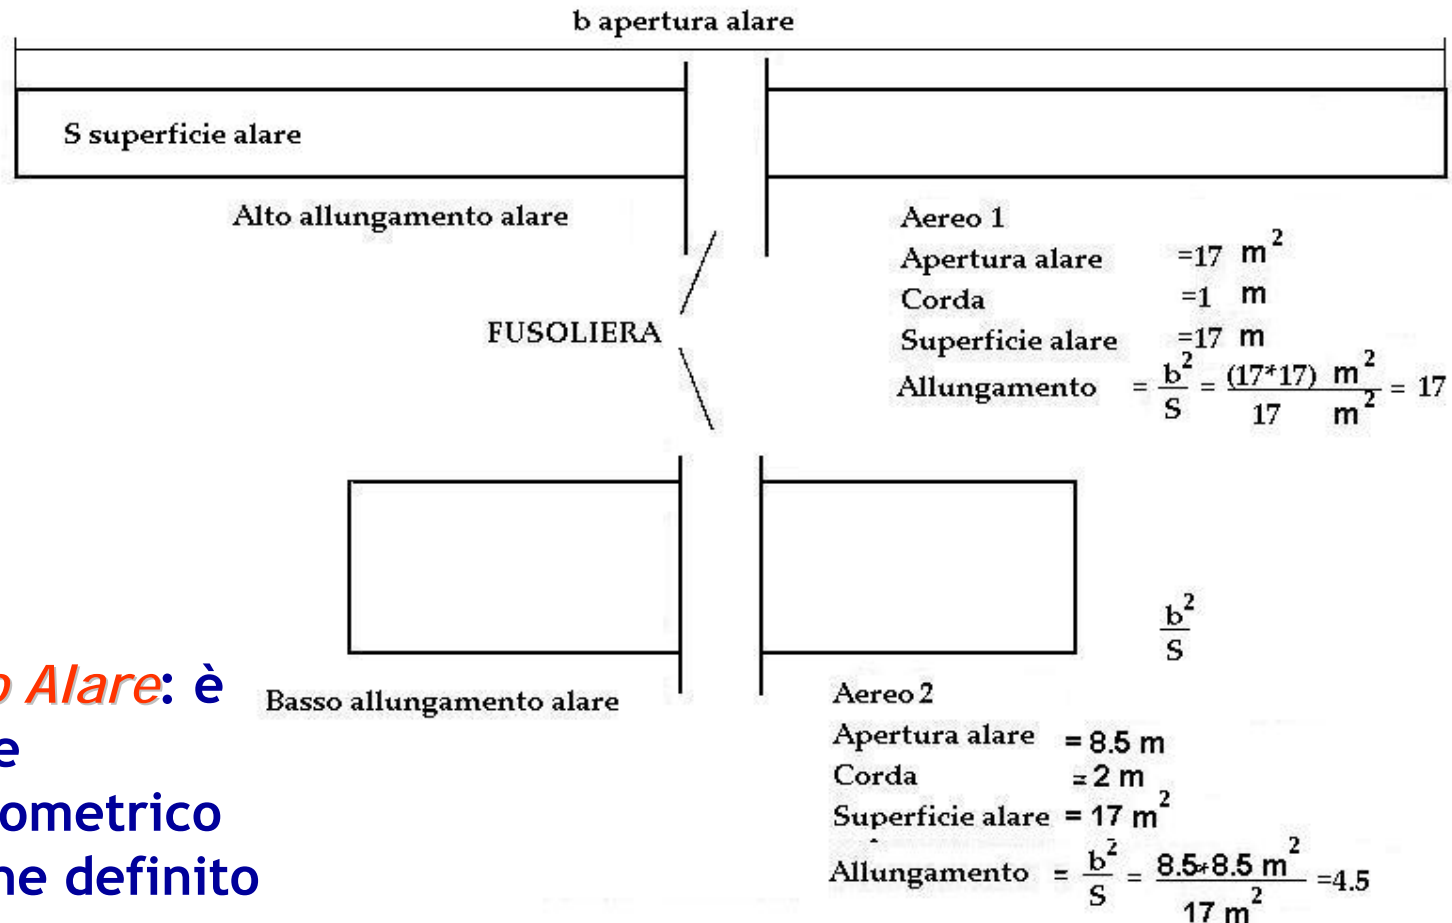 b apertura alare
S superficie alare
Alto allungamento alare
FUSOLIERA
Aereo 1
Apertura alare =17 m²
Corda =1 m
Superficie alare =17 m
Allungamento = b²/S = (17*17) m² / 17 m² = 17
b²/S
Basso allungamento alare
Aereo 2
Apertura alare = 8.5 m
Corda = 2 m
Superficie alare = 17 m²
Allungamento = b²/S = 8.5*8.5 m² / 17 m² =4.5
Alare: è
e
ometrico
ne definito